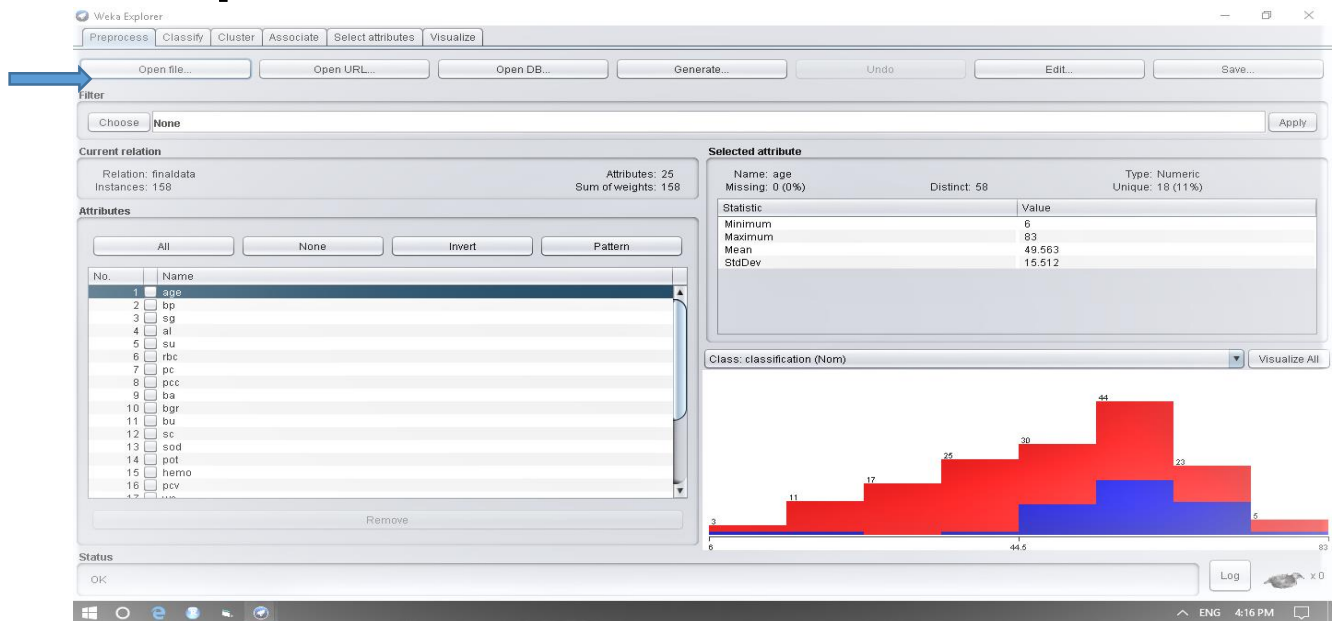 Weka Explorer
Preprocess Classify Cluster Associate Select attributes Visualize
Open file... Open URL... Open DB... Generate... Undo Edit... Save...
Filter
Choose None Apply
Current relation
Relation: finaldata Attributes: 25
Instances: 158 Sum of weights: 158
Attributes
All None Invert Pattern
No. Name
1 age
2 bp
3 sg
4 al
5 su
6 rbc
7 pc
8 pcc
9 ba
10 bgr
11 bu
12 sc
13 sod
14 pot
15 hemo
16 pcv
Remove
Selected attribute
Name: age Type: Numeric
Missing: 0 (0%) Distinct: 58 Unique: 18 (11%)
Statistic Value
Minimum 6
Maximum 83
Mean 49.563
StdDev 15.512
Class: classification (Nom) Visualize All
3 11 17 25 30 44 23 5
6 44.5 83
Status
OK Log x 0
ENG 4:16 PM